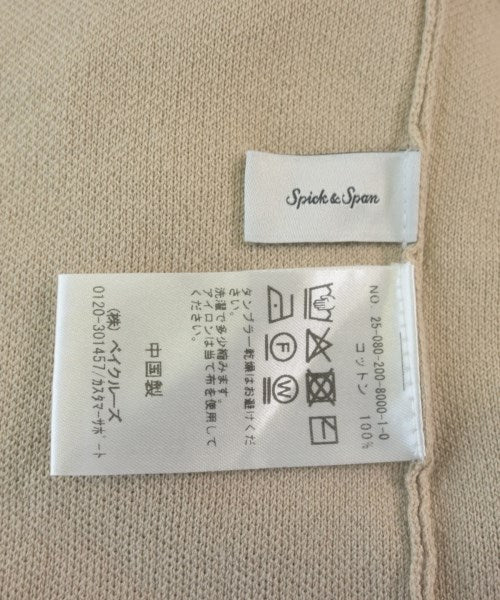 Spick & Span
NO 25-080-200-8000-1-0
コットン 100%
タンブラー乾燥はお避けくだ
さい。
洗濯で多少縮みます。
アイロンは当て布を使用して
ください。
中国製
(株) ベイクルーズ
0120-301457/カスタマーサポート